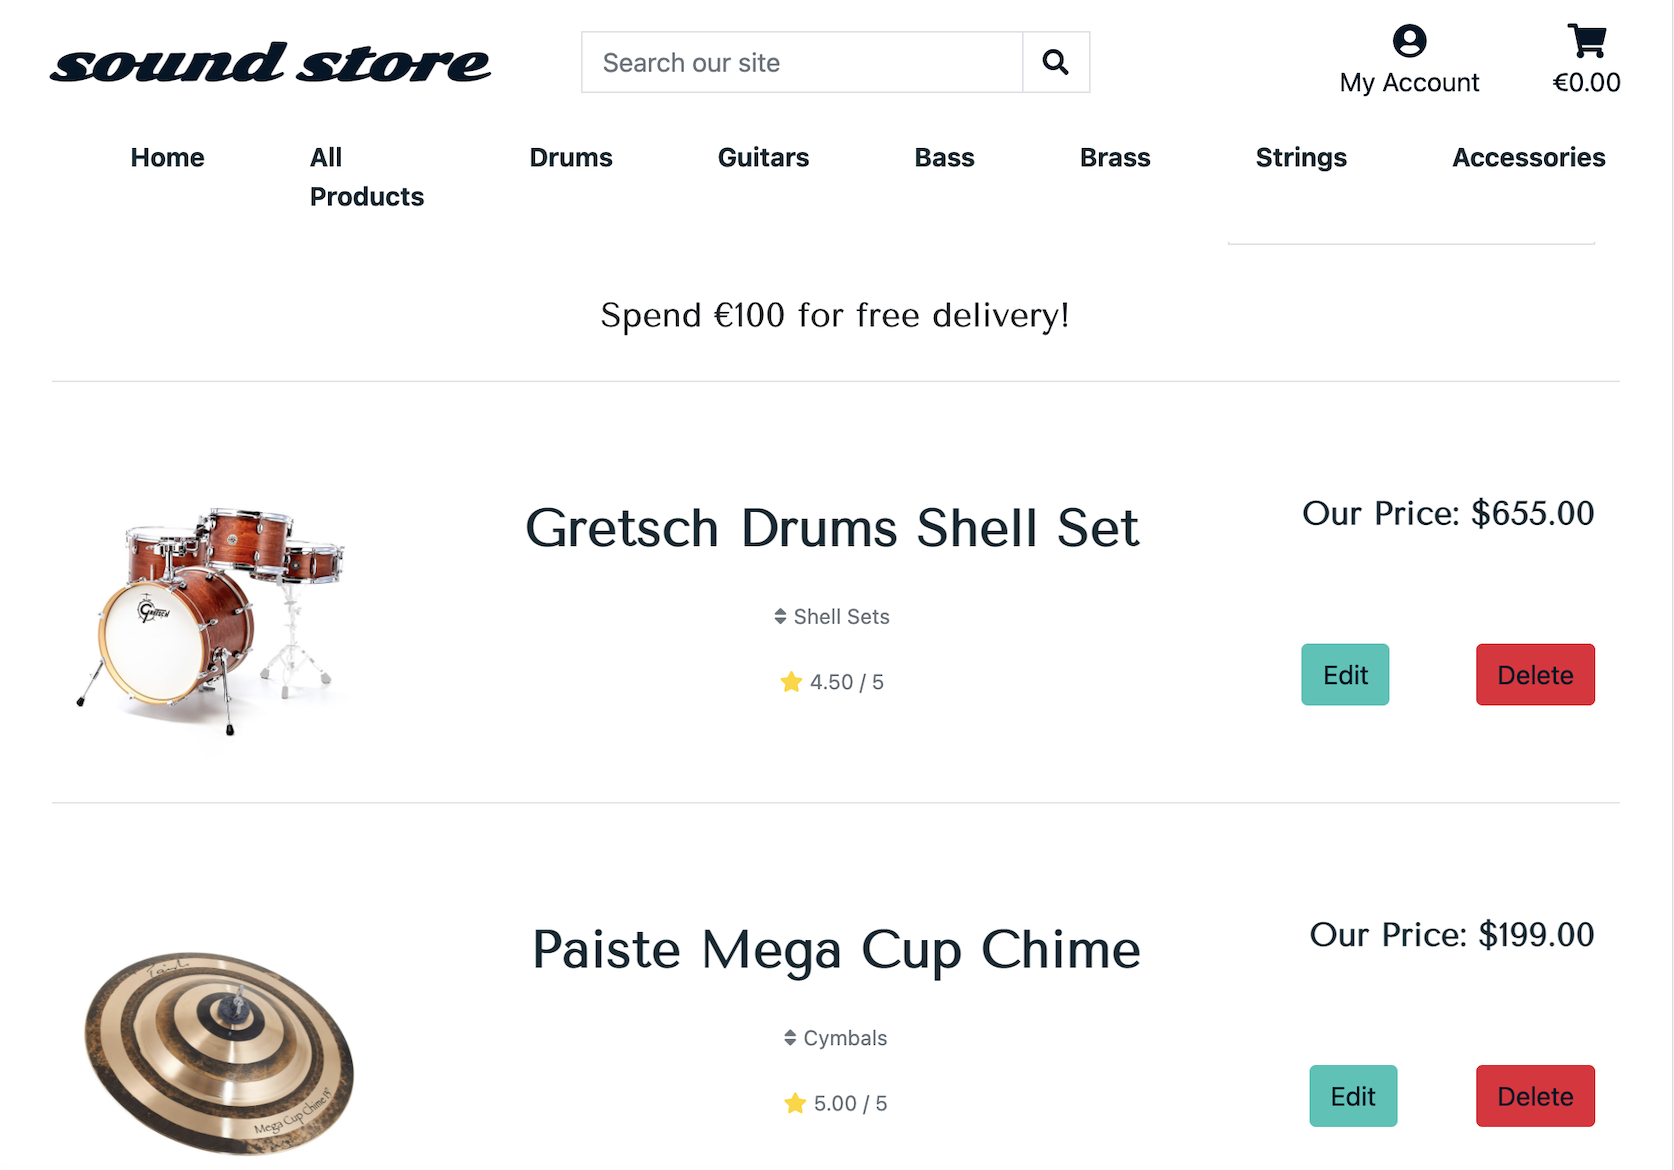 sound store
Search our site
My Account
€0.00
Home
All
Products
Drums
Guitars
Bass
Brass
Strings
Accessories
Spend €100 for free delivery!
Gretsch Drums Shell Set
Our Price: $655.00
Shell Sets
4.50 / 5
Edit
Delete
GRETSCH
Paiste Mega Cup Chime
Our Price: $199.00
Cymbals
5.00 / 5
Edit
Delete
Paiste
Mega Cup Chime 13"